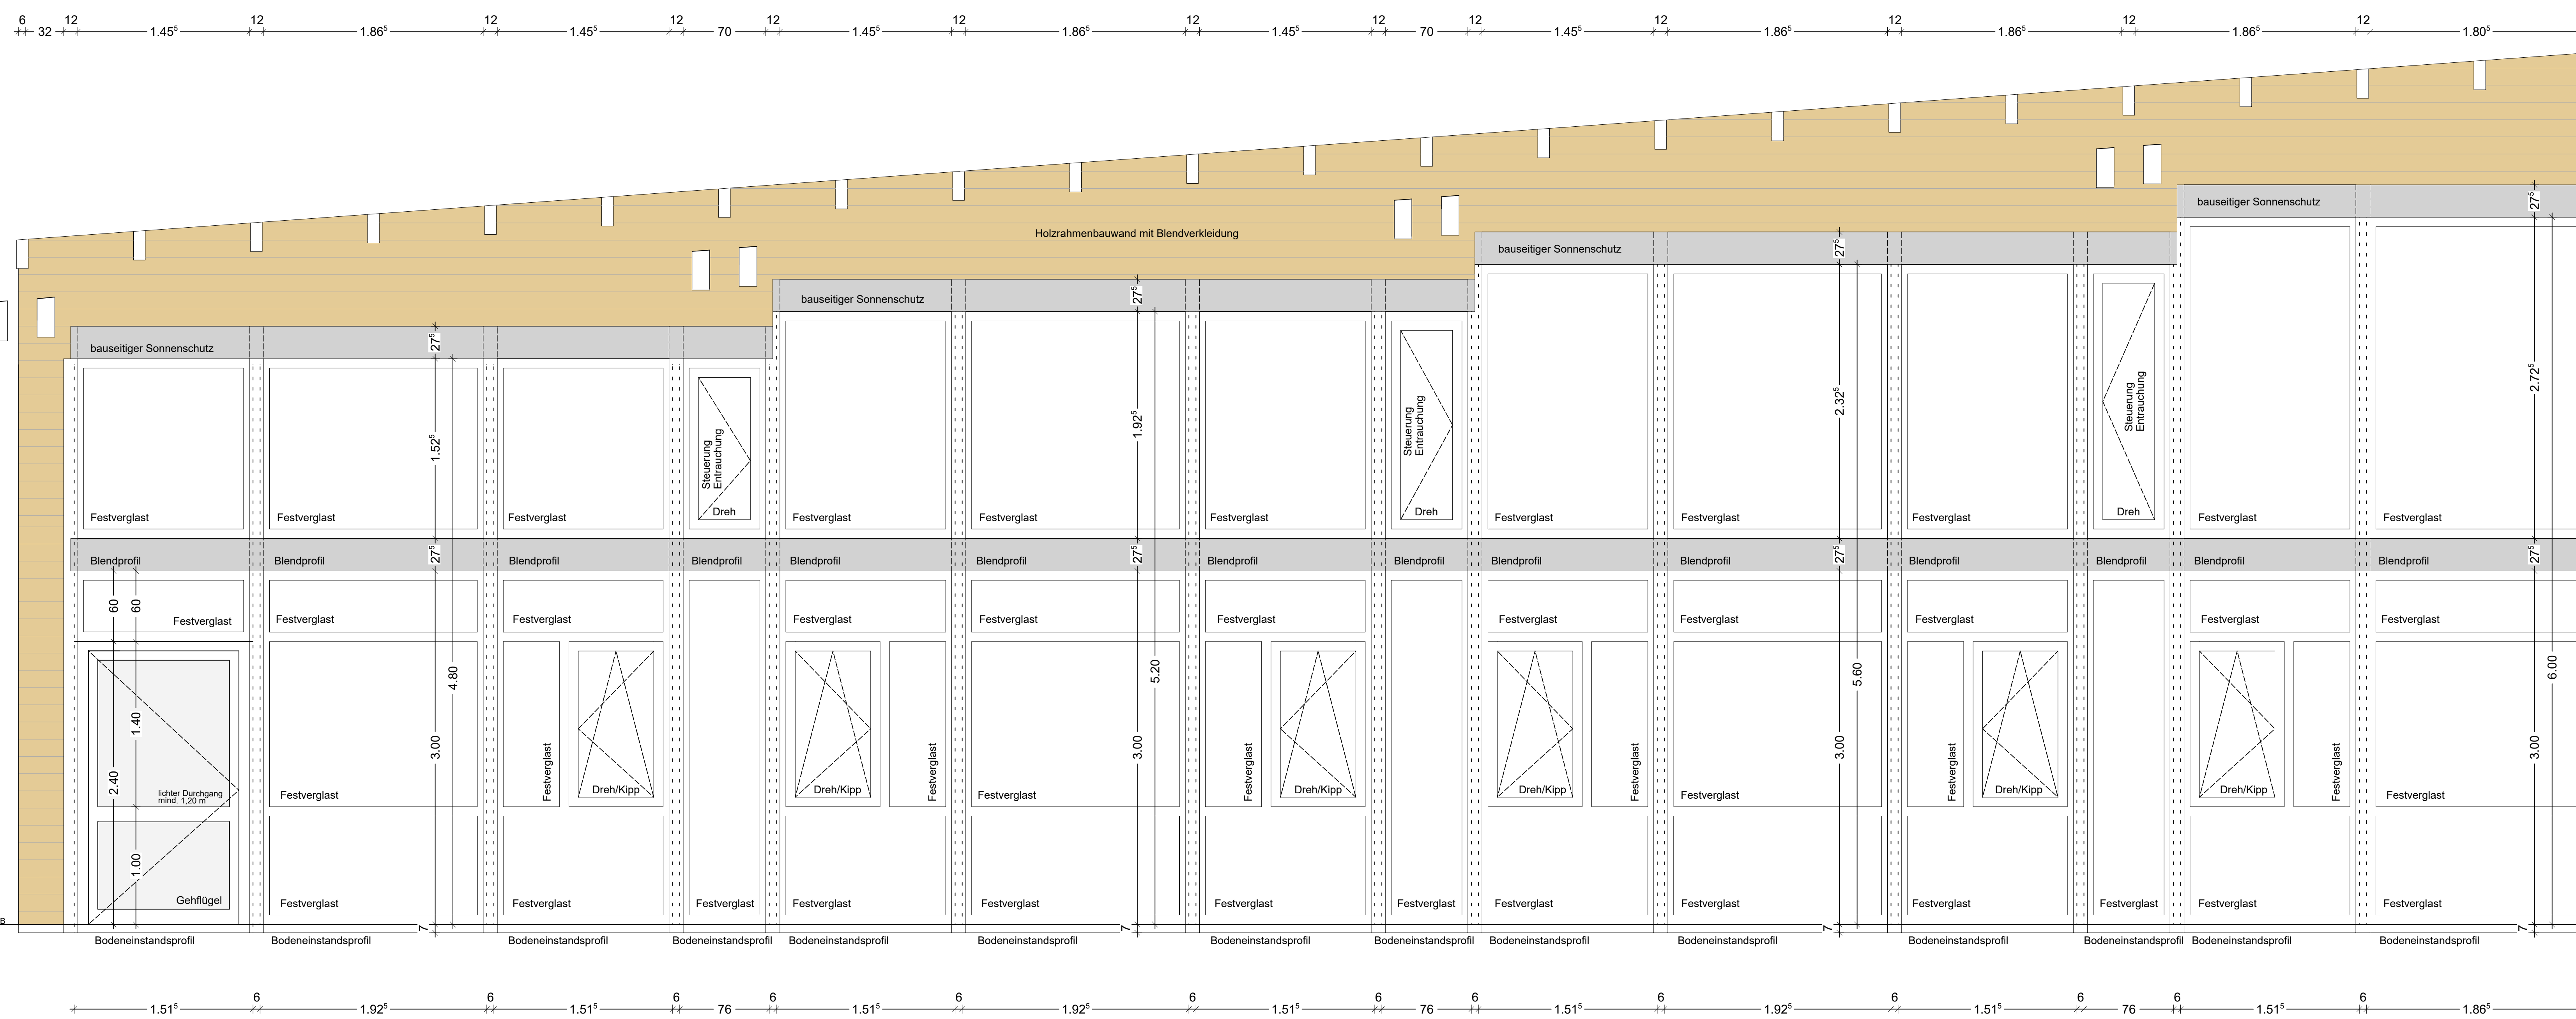 6 12 12 12 12 12 12 12 12 12 12 12 12 12
32 1.45⁵ 1.86⁵ 1.45⁵ 70 1.45⁵ 1.86⁵ 1.45⁵ 70 1.45⁵ 1.86⁵ 1.86⁵ 1.86⁵ 1.80⁵
bauseitiger Sonnenschutz 27⁵
Holzrahmenbauwand mit Blendverkleidung
bauseitiger Sonnenschutz 27⁵
bauseitiger Sonnenschutz 27⁵
bauseitiger Sonnenschutz 27⁵
1.52⁵ 1.92⁵ 2.32⁵ 2.72⁵
Steuerung
Entrauchung
Steuerung
Entrauchung
Steuerung
Entrauchung
Dreh Dreh Dreh
Festverglast Festverglast Festverglast Festverglast Festverglast Festverglast Festverglast Festverglast Festverglast Festverglast Festverglast
Blendprofil Blendprofil 27⁵ Blendprofil Blendprofil Blendprofil Blendprofil 27⁵ Blendprofil Blendprofil Blendprofil Blendprofil 27⁵ Blendprofil Blendprofil Blendprofil Blendprofil 27⁵
60 60
Festverglast Festverglast Festverglast Festverglast Festverglast Festverglast Festverglast Festverglast Festverglast Festverglast Festverglast
4.80 5.20 5.60 6.00
2.40 1.40 3.00 3.00 3.00 3.00
Festverglast Festverglast Festverglast Festverglast Festverglast Festverglast Festverglast
Dreh/Kipp Dreh/Kipp Dreh/Kipp Dreh/Kipp Dreh/Kipp Dreh/Kipp
lichter Durchgang
mind. 1,20 m
Festverglast Festverglast Festverglast Festverglast
1.00
Gehflügel
Festverglast Festverglast Festverglast Festverglast Festverglast Festverglast Festverglast Festverglast Festverglast Festverglast Festverglast Festverglast Festverglast
B
7 7 7 7
Bodeneinstandsprofil Bodeneinstandsprofil Bodeneinstandsprofil Bodeneinstandsprofil Bodeneinstandsprofil Bodeneinstandsprofil Bodeneinstandsprofil Bodeneinstandsprofil Bodeneinstandsprofil Bodeneinstandsprofil Bodeneinstandsprofil Bodeneinstandsprofil Bodeneinstandsprofil Bodeneinstandsprofil
6 6 6 6 6 6 6 6 6 6 6 6 6
1.51⁵ 1.92⁵ 1.51⁵ 76 1.51⁵ 1.92⁵ 1.51⁵ 76 1.51⁵ 1.92⁵ 1.51⁵ 76 1.51⁵ 1.86⁵